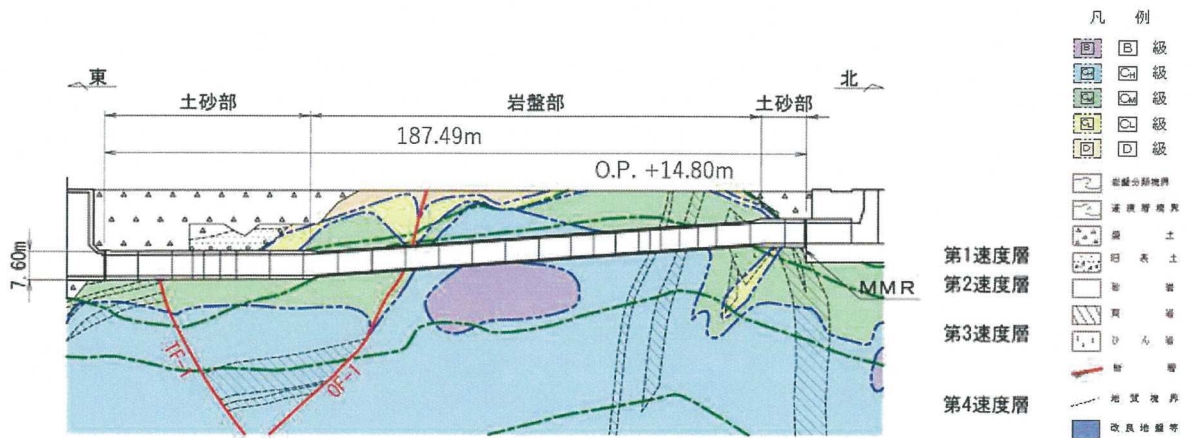 凡 例
東
北
土砂部
岩盤部
土砂部
187.49m
O.P. +14.80m
7.60m
TF-1
OF-1
MMR
第1速度層
第2速度層
第3速度層
第4速度層
B B 級
CH CH 級
CM CM 級
CL CL 級
D D 級
岩盤分類境界
速度層境界
盛 土
旧 表 土
砂 岩
頁 岩
ひ ん 岩
断 層
地 質 境 界
改 良 地 盤 等